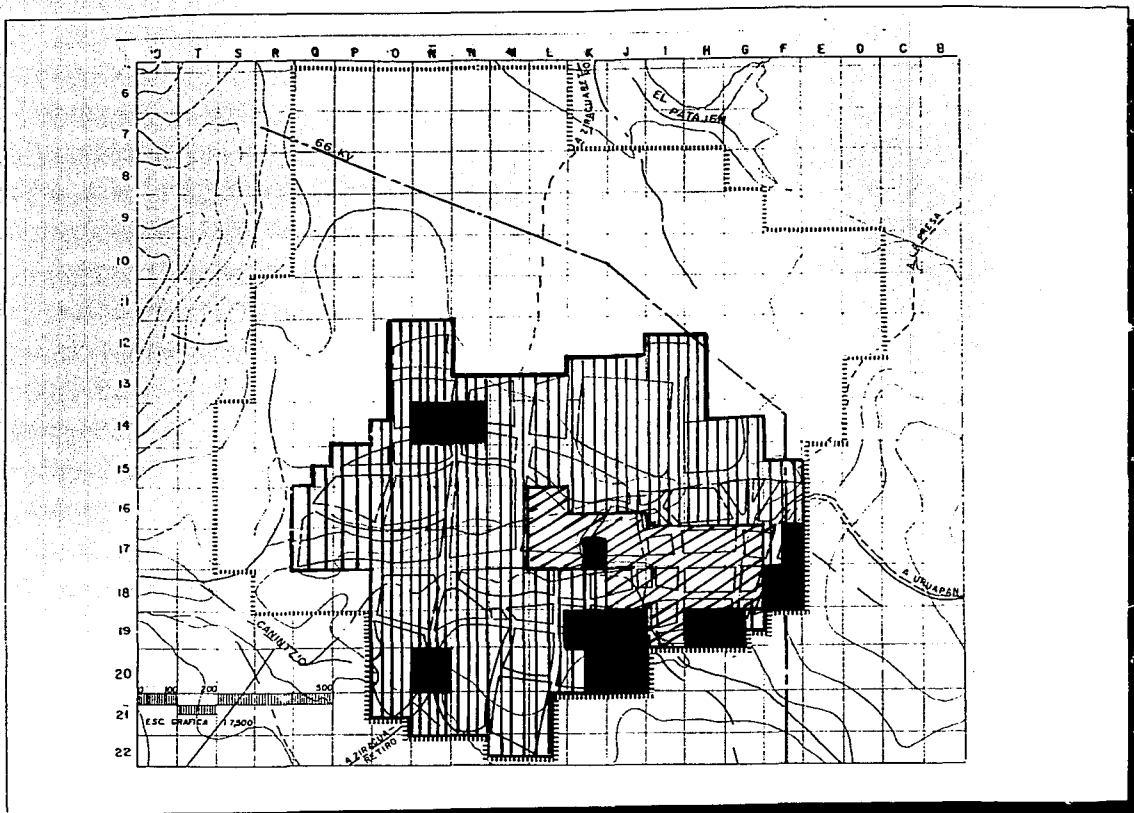 T S R Q P O Ñ N M L K J I H G F E D C B
6
7
8
9
10
11
12
13
14
15
16
17
18
19
20
21
22
EL PATAJEN
66 KV
A LA PRESA
A URUAPAN
CANINTZIO
0 100 200 500
ESC. GRAFICA 1 7,500
A ZIRACUA-
RETIRO